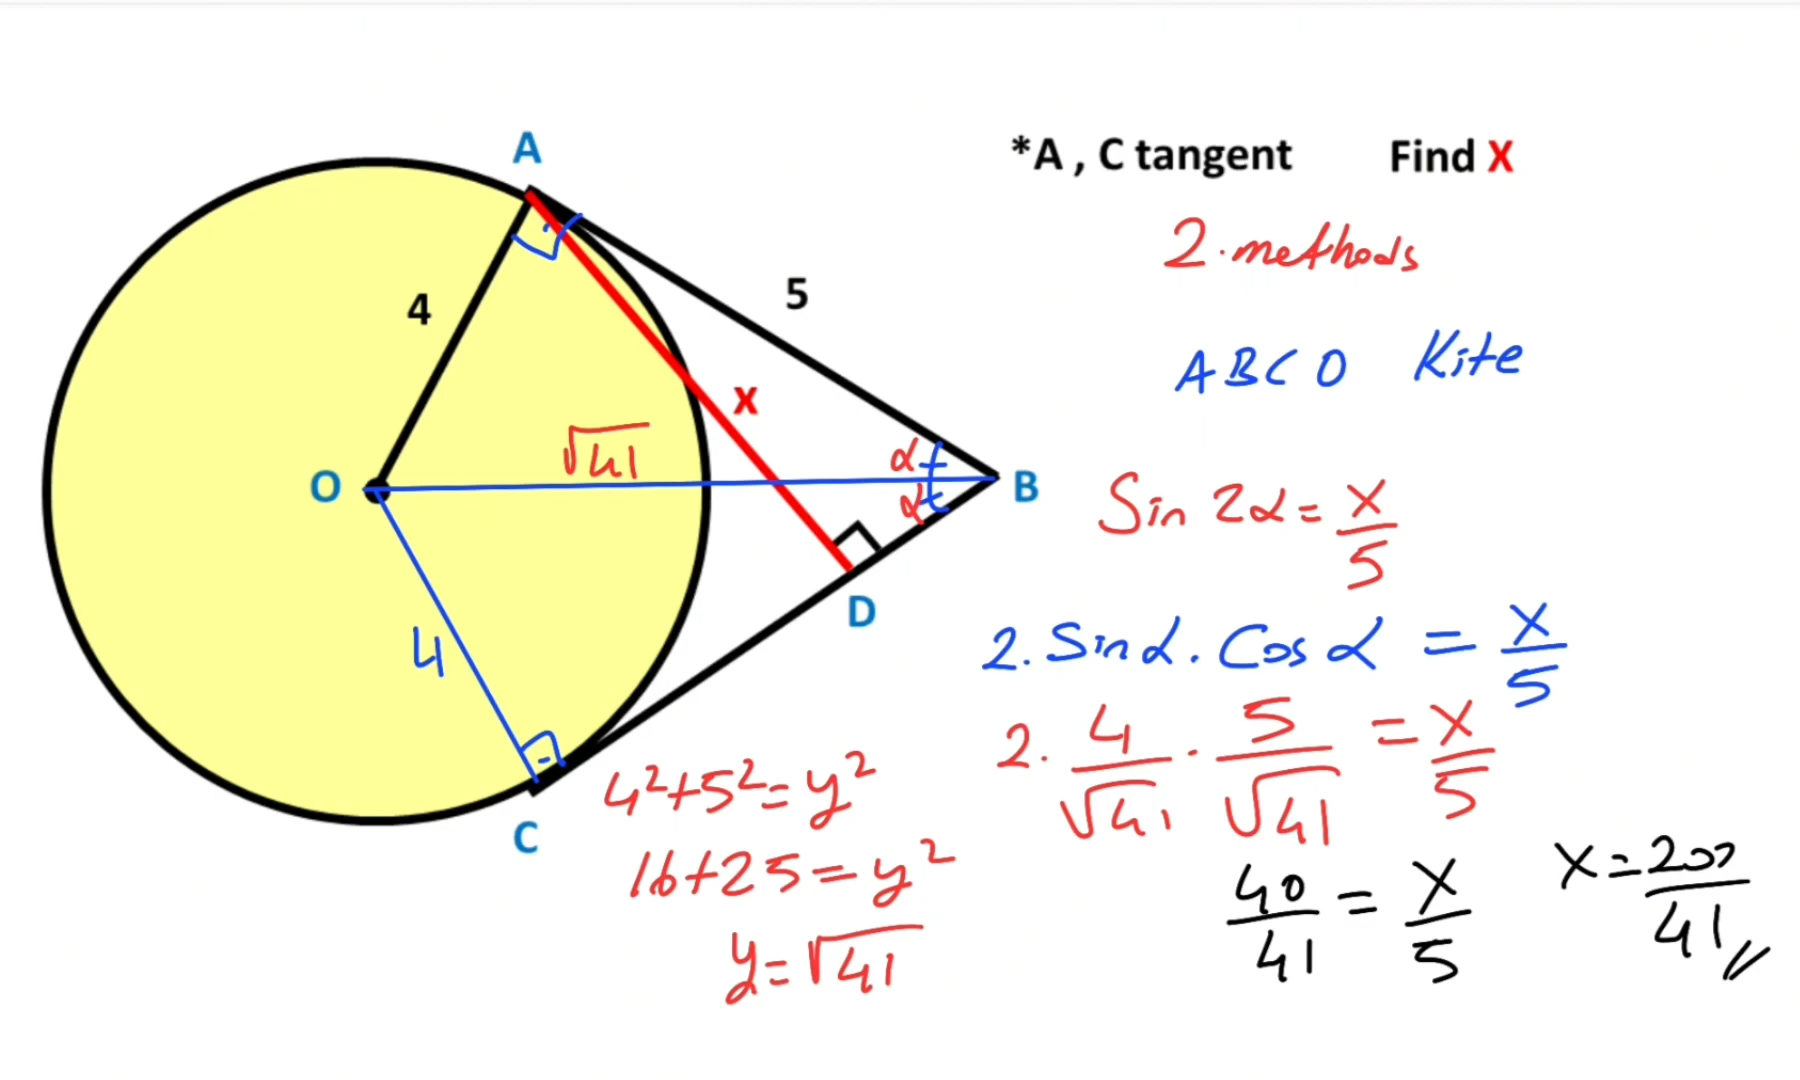 *A , C tangent Find X
2 methods
A
ABCO Kite
5
4
x
√41
α
O
B
α
Sin 2α = x/5
D
4
2. Sin α . Cos α = x/5
2. 4/√41 . 5/√41 = x/5
C
4²+5²=y²
16+25=y²
y=√41
40/41 = x/5
x=200/41